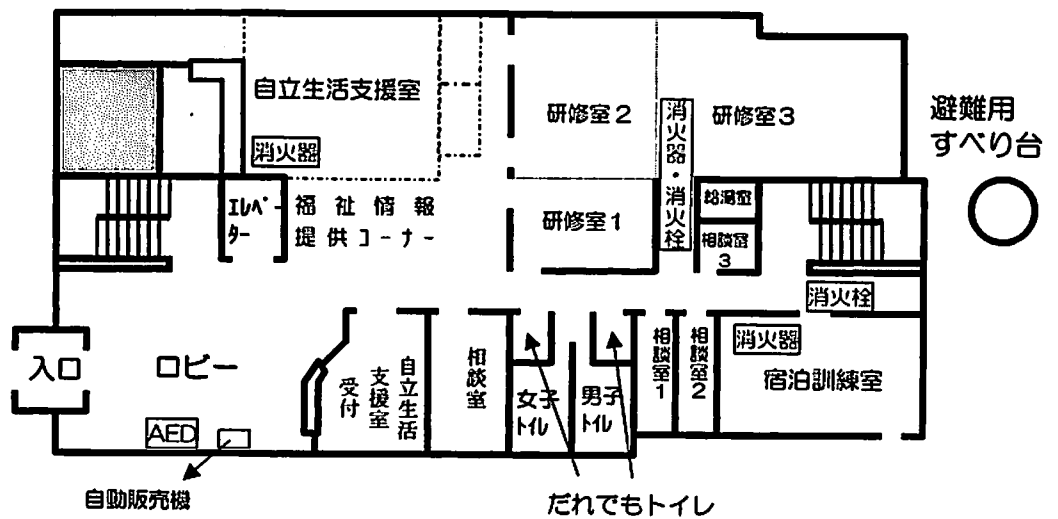 自立生活支援室
消火器
研修室2
消火器・消火栓
研修室3
避難用
すべり台
エレベー
ター
福祉情報
提供コーナー
研修室1
給湯室
相談室
3
消火栓
入口
ロビー
受付
自立生活
支援室
相談室
女子
トイレ
男子
トイレ
相談室1
相談室2
消火器
宿泊訓練室
AED
自動販売機
だれでもトイレ